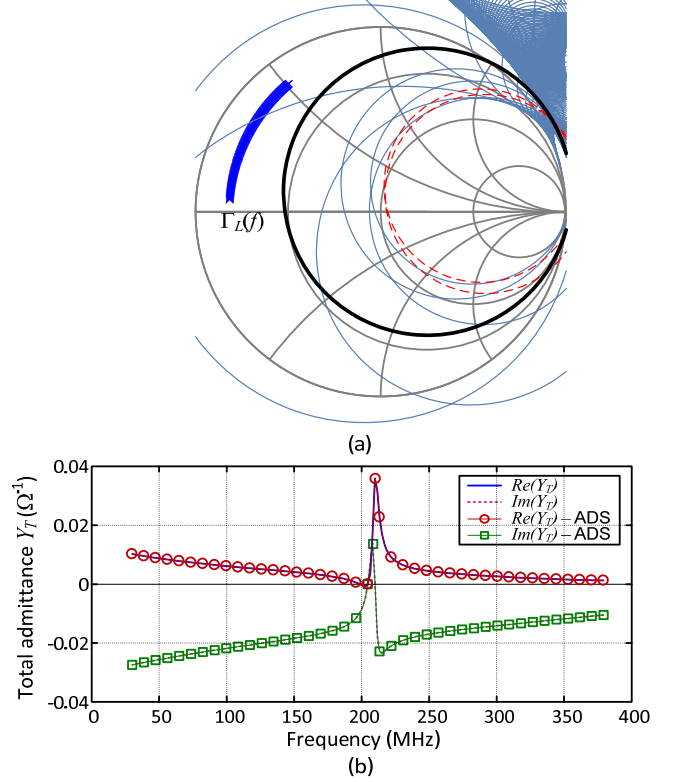 ΓL(f)
(a)
Total admittance YT (Ω-1)
0.04
0.02
0
-0.02
-0.04
Re(YT)
Im(YT)
Re(YT) – ADS
Im(YT) – ADS
0 50 100 150 200 250 300 350 400
Frequency (MHz)
(b)